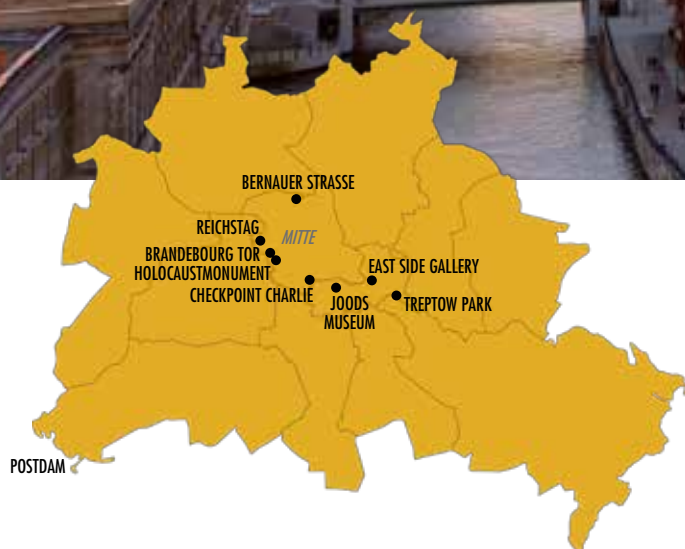 BERNAUER STRASSE
REICHSTAG
MITTE
BRANDEBOURG TOR
HOLOCAUSTMONUMENT
EAST SIDE GALLERY
CHECKPOINT CHARLIE
JOODS
MUSEUM
TREPTOW PARK
POSTDAM